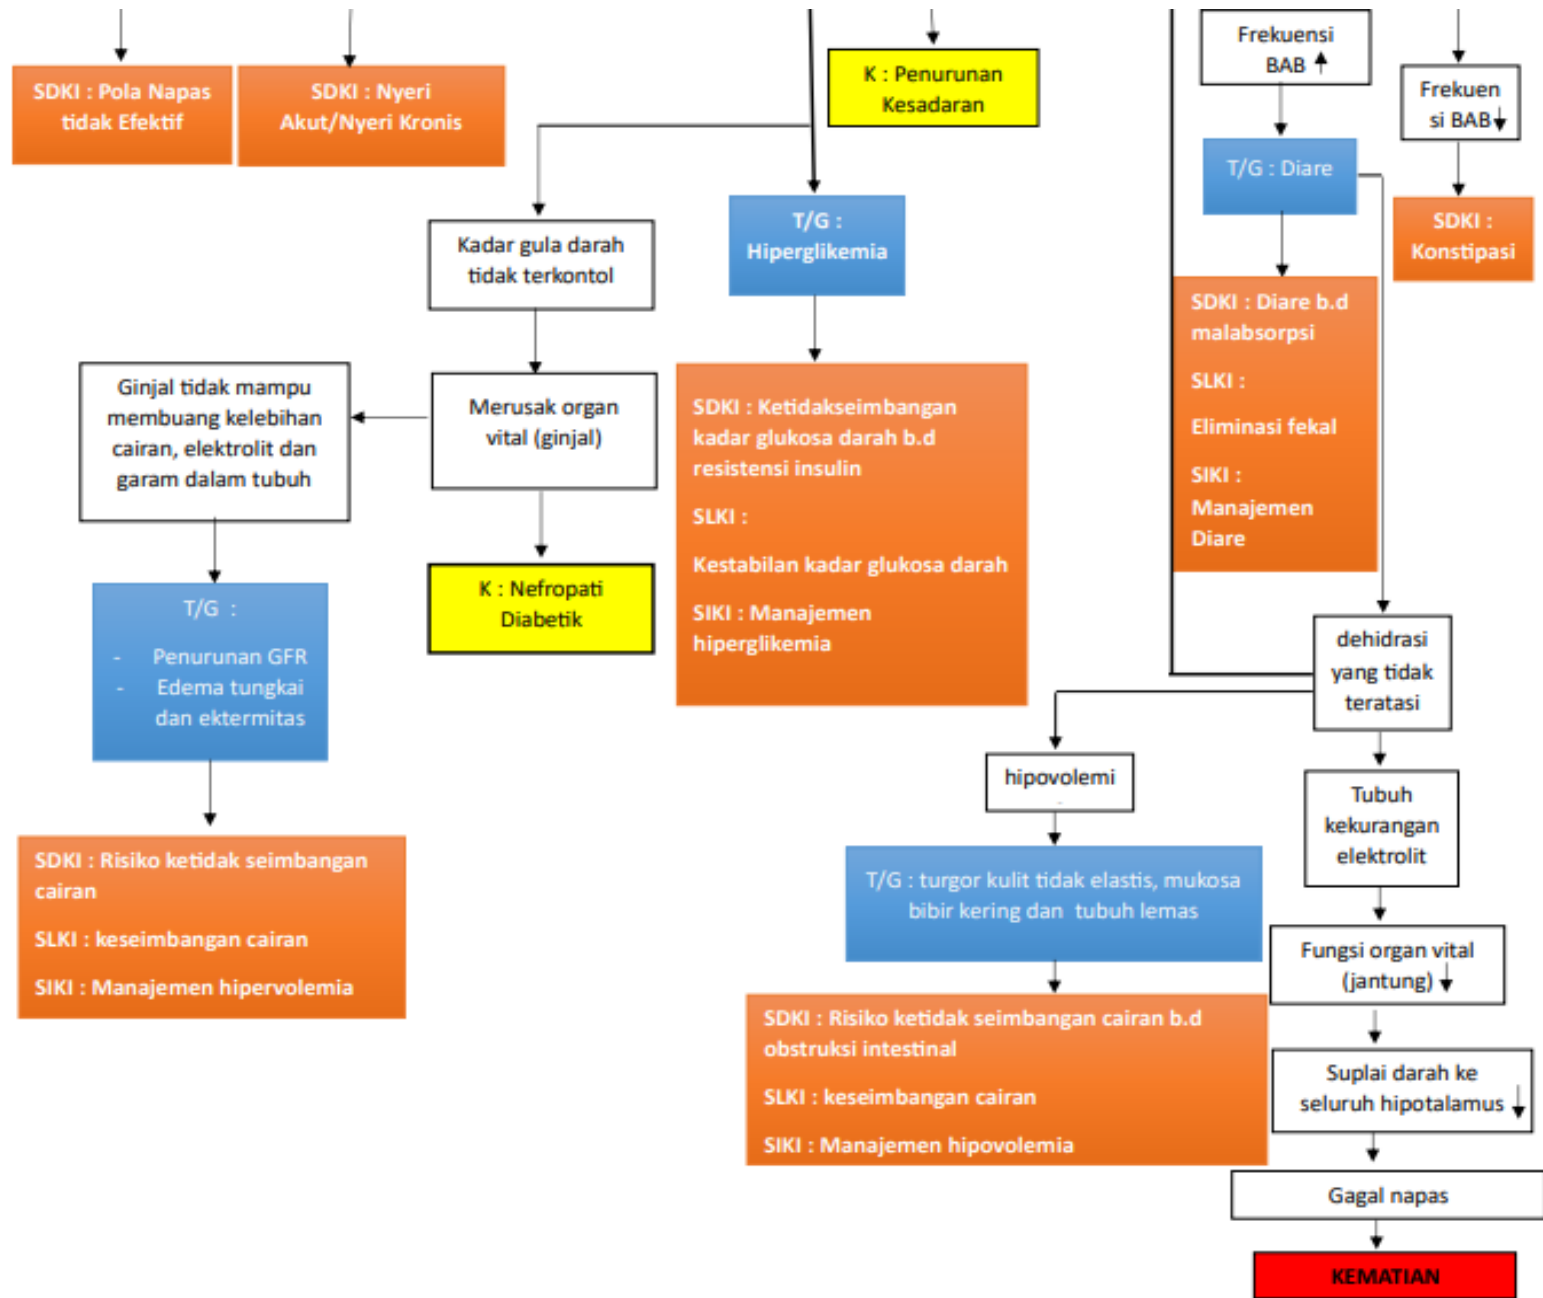 SDKI : Pola Napas
tidak Efektif
SDKI : Nyeri
Akut/Nyeri Kronis
K : Penurunan
Kesadaran
Frekuensi
BAB
Frekuen
si BAB
T/G : Diare
SDKI :
Konstipasi
Kadar gula darah
tidak terkontol
T/G :
Hiperglikemia
SDKI : Diare b.d
malabsorpsi
SLKI :
Eliminasi fekal
SIKI :
Manajemen
Diare
Ginjal tidak mampu
membuang kelebihan
cairan, elektrolit dan
garam dalam tubuh
Merusak organ
vital (ginjal)
SDKI : Ketidakseimbangan
kadar glukosa darah b.d
resistensi insulin
SLKI :
Kestabilan kadar glukosa darah
SIKI : Manajemen
hiperglikemia
K : Nefropati
Diabetik
T/G :
- Penurunan GFR
- Edema tungkai
dan ektermitas
dehidrasi
yang tidak
teratasi
hipovolemi
Tubuh
kekurangan
elektrolit
SDKI : Risiko ketidak seimbangan
cairan
SLKI : keseimbangan cairan
SIKI : Manajemen hipervolemia
T/G : turgor kulit tidak elastis, mukosa
bibir kering dan tubuh lemas
Fungsi organ vital
(jantung)
SDKI : Risiko ketidak seimbangan cairan b.d
obstruksi intestinal
SLKI : keseimbangan cairan
SIKI : Manajemen hipovolemia
Suplai darah ke
seluruh hipotalamus
Gagal napas
KEMATIAN